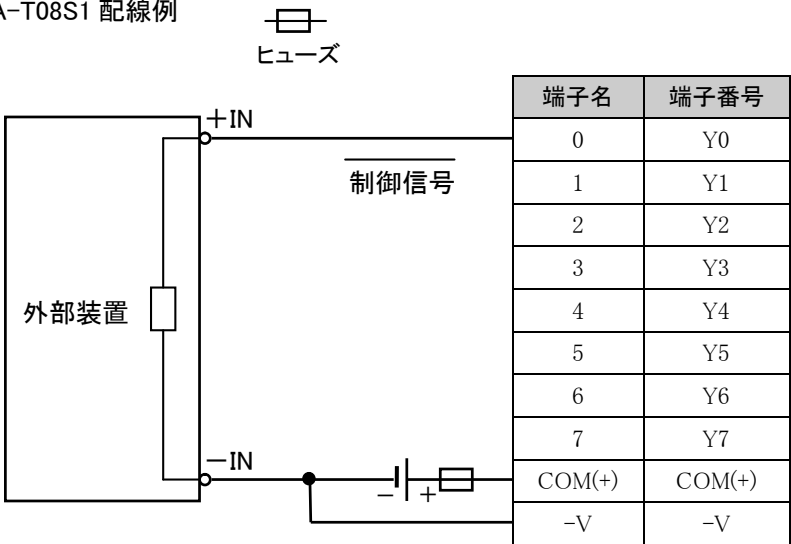 A-T08S1 配線例
ヒューズ
端子名 端子番号
+IN
0 Y0
制御信号
1 Y1
2 Y2
3 Y3
外部装置
4 Y4
5 Y5
6 Y6
7 Y7
-IN
COM(+) COM(+)
- +
-V -V